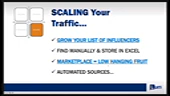 SCALING Your
Traffic...
✓ GROW YOUR LIST OF INFLUENCERS
✓ FIND MANUALLY & STORE IN EXCEL
✓ MARKETPLACE = LOW HANGING FRUIT
✓ AUTOMATED SOURCES...